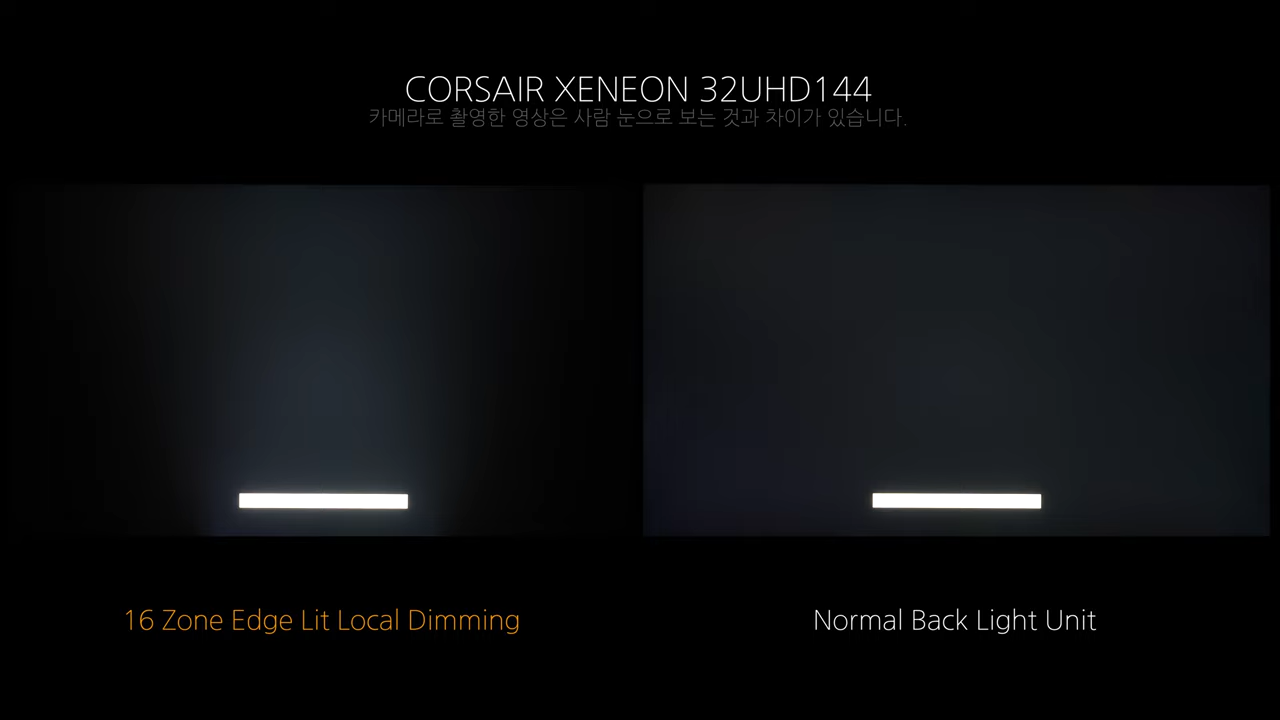 CORSAIR XENEON 32UHD144
카메라로 촬영한 영상은 사람 눈으로 보는 것과 차이가 있습니다.
16 Zone Edge Lit Local Dimming
Normal Back Light Unit